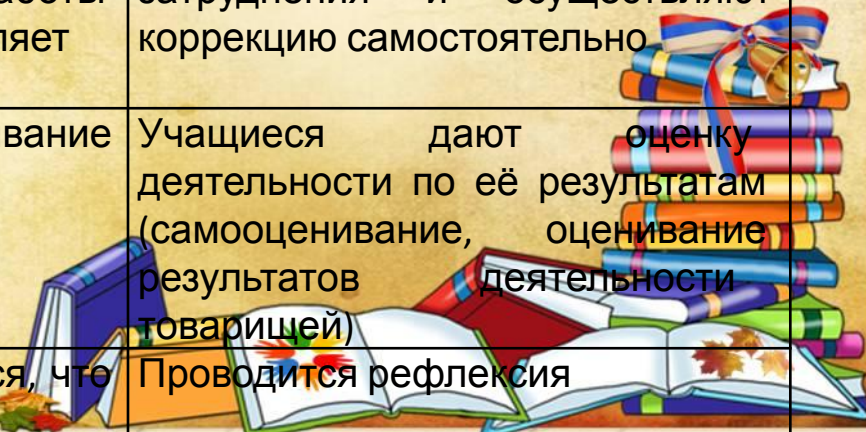 аботы затруднения и осуществляют
ляет коррекцию самостоятельно
вание Учащиеся дают оценку
деятельности по её результатам
(самооценивание, оценивание
результатов деятельности
товарищей)
ся, что Проводится рефлексия